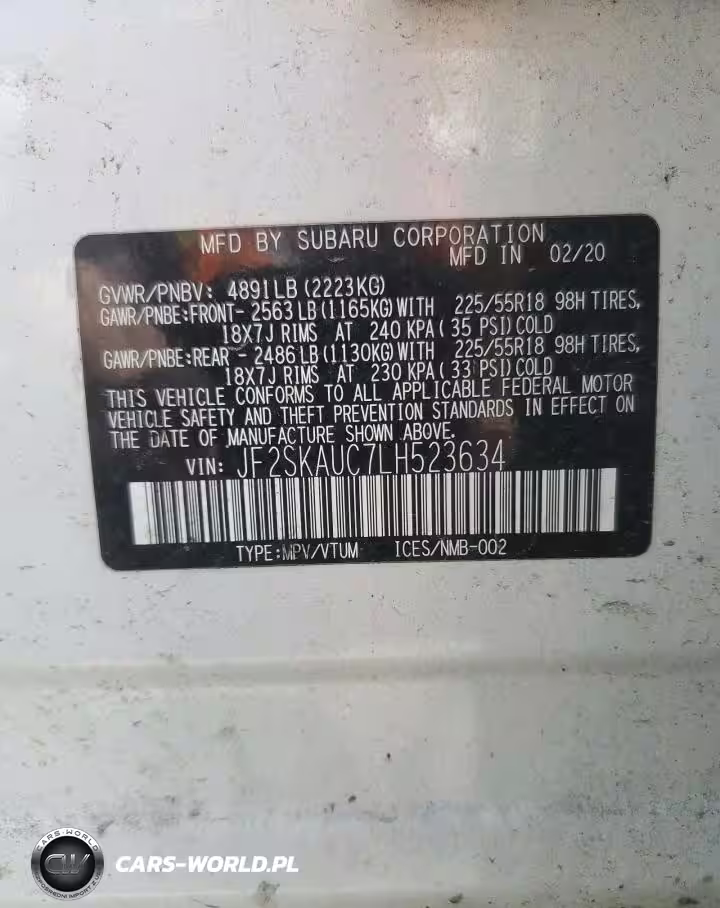 MFD BY SUBARU CORPORATION
MFD IN 02/20
GVWR/PNBV: 4891LB (2223KG)
GAWR/PNBE:FRONT- 2563LB(1165KG)WITH 225/55R18 98H TIRES,
18X7J RIMS AT 240 KPA(35 PSI)COLD
GAWR/PNBE:REAR - 2486LB(1130KG)WITH 225/55R18 98H TIRES,
18X7J RIMS AT 230 KPA(33 PSI)COLD
THIS VEHICLE CONFORMS TO ALL APPLICABLE FEDERAL MOTOR
VEHICLE SAFETY AND THEFT PREVENTION STANDARDS IN EFFECT ON
THE DATE OF MANUFACTURE SHOWN ABOVE.
VIN: JF2SKAUC7LH523634
TYPE:MPV/VTUM ICES/NMB-002
CARS-WORLD
CW
CARS-WORLD.PL